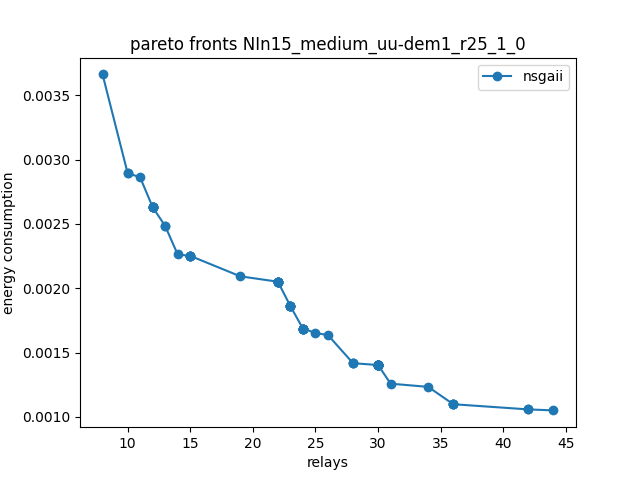 pareto fronts NIn15_medium_uu-dem1_r25_1_0
nsgaii
energy consumption
0.0035
0.0030
0.0025
0.0020
0.0015
0.0010
10 15 20 25 30 35 40 45
relays